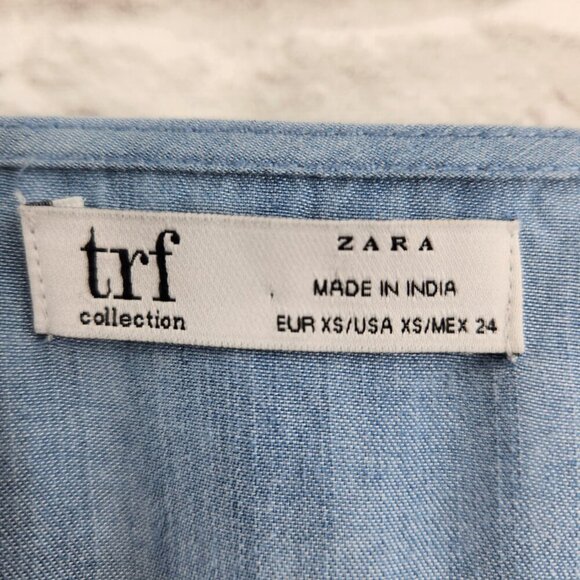 trf
collection
ZARA
MADE IN INDIA
EUR XS/USA XS/MEX 24